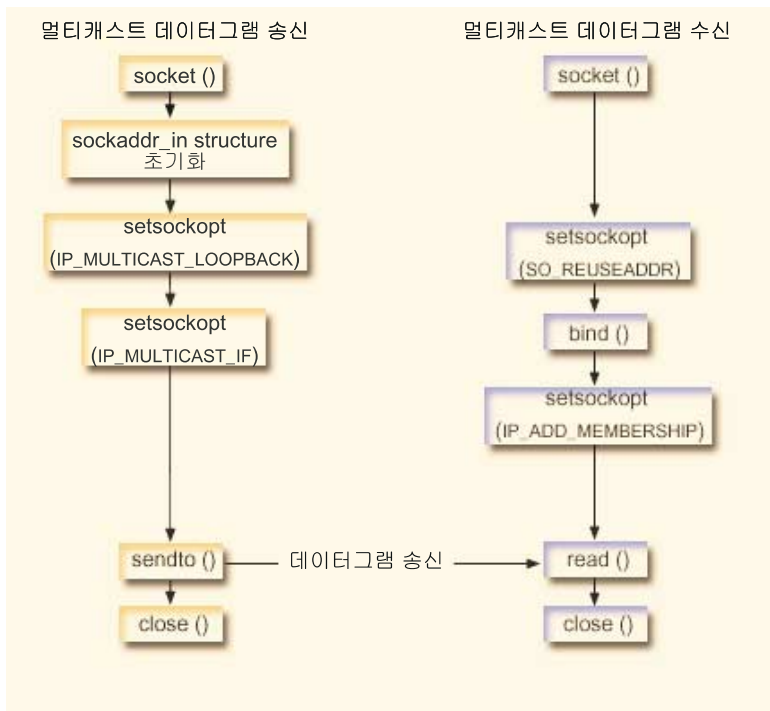 멀티캐스트 데이터그램 송신
socket ()
sockaddr_in structure
초기화
setsockopt
(IP_MULTICAST_LOOPBACK)
setsockopt
(IP_MULTICAST_IF)
sendto ()
데이터그램 송신
close ()
멀티캐스트 데이터그램 수신
socket ()
setsockopt
(SO_REUSEADDR)
bind ()
setsockopt
(IP_ADD_MEMBERSHIP)
read ()
close ()